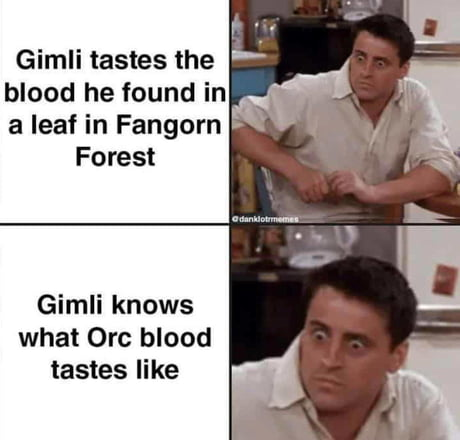 Gimli tastes the
blood he found in
a leaf in Fangorn
Forest
@danklotrmemes
Gimli knows
what Orc blood
tastes like